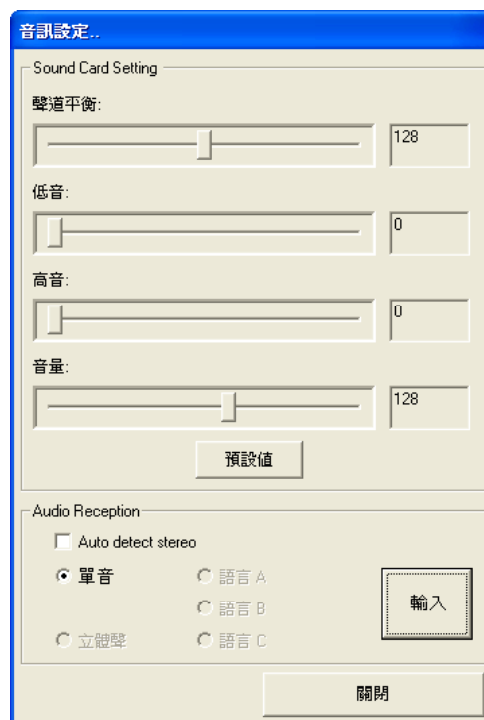 音訊設定..
Sound Card Setting
聲道平衡:
128
低音:
0
高音:
0
音量:
128
預設值
Audio Reception
Auto detect stereo
單音
語言 A
語言 B
輸入
立體聲
語言 C
關閉